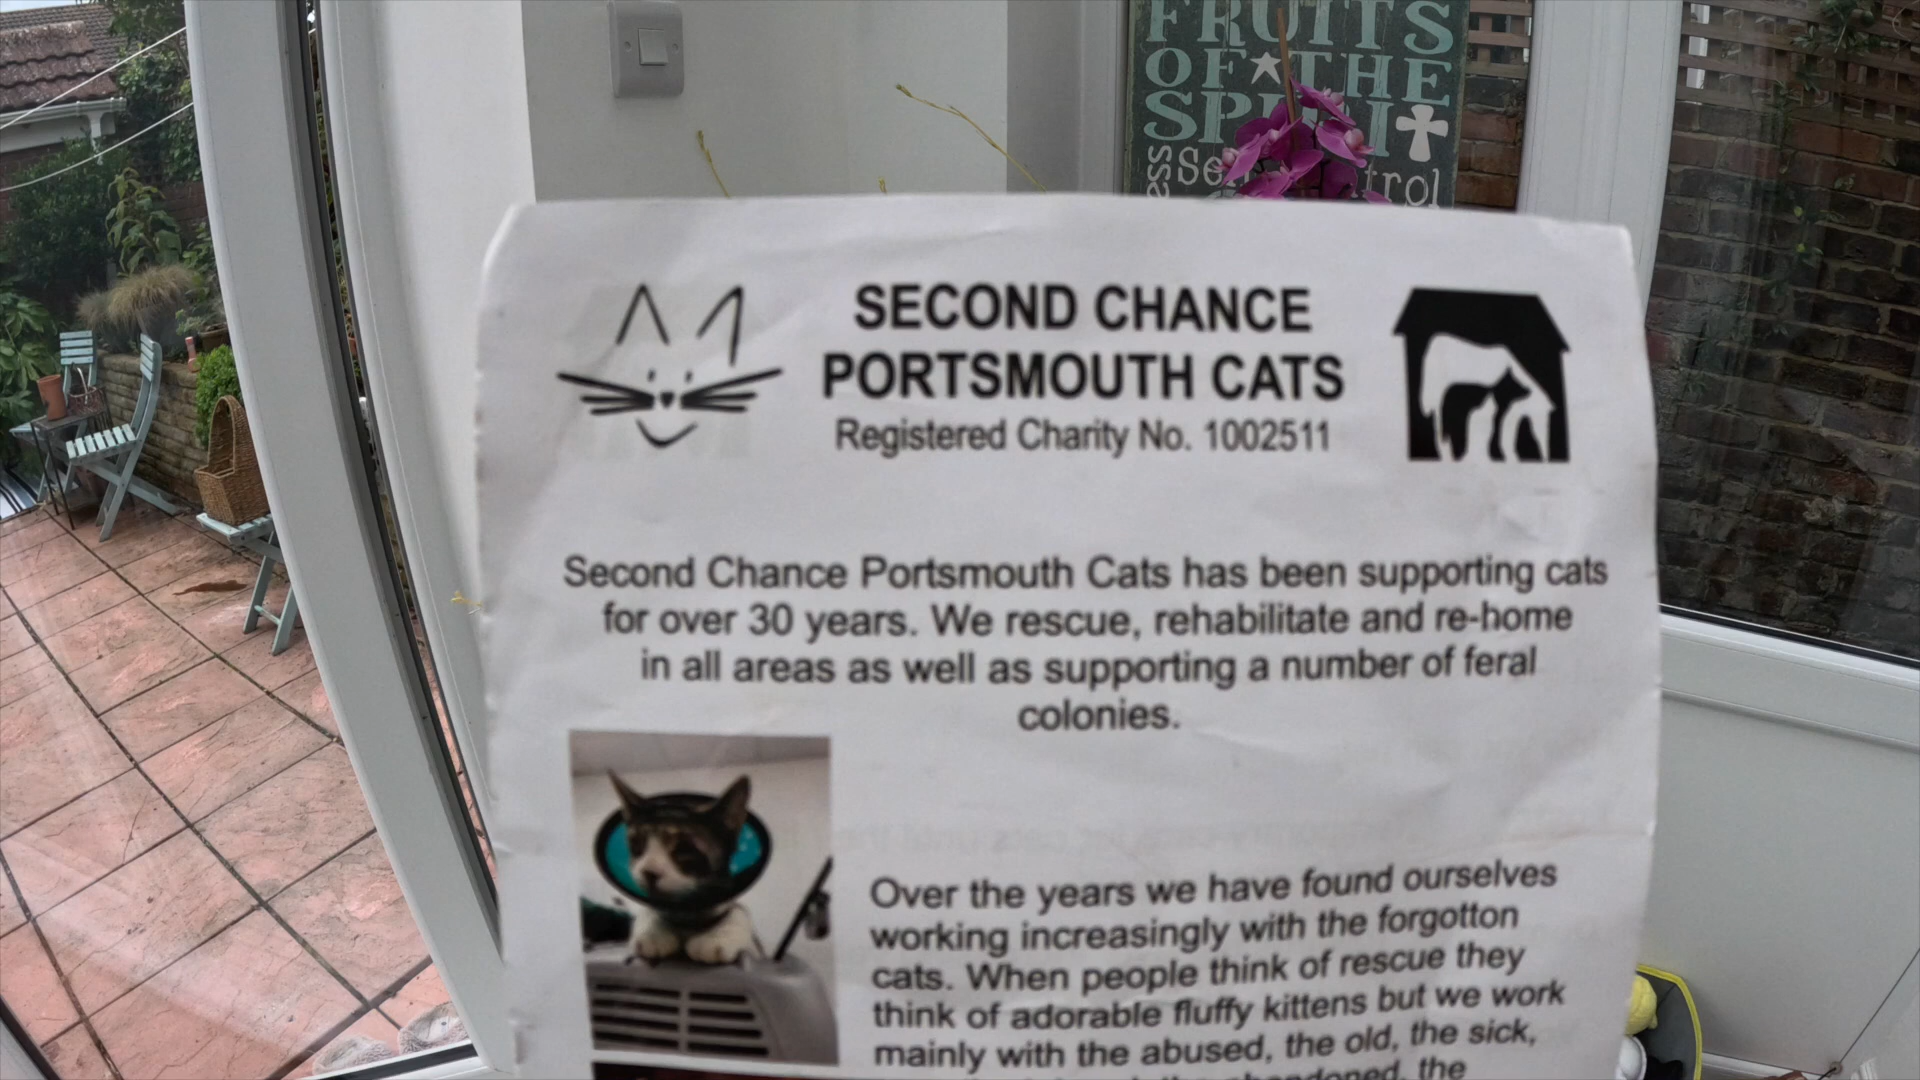 FRUITS
OF THE
SECOND CHANCE
PORTSMOUTH CATS
Registered Charity No. 1002511
Second Chance Portsmouth Cats has been supporting cats
for over 30 years. We rescue, rehabilitate and re-home
in all areas as well as supporting a number of feral
colonies.
Over the years we have found ourselves
working increasingly with the forgotton
cats. When people think of rescue they
think of adorable fluffy kittens but we work
mainly with the abused, the old, the sick,
abandoned, the